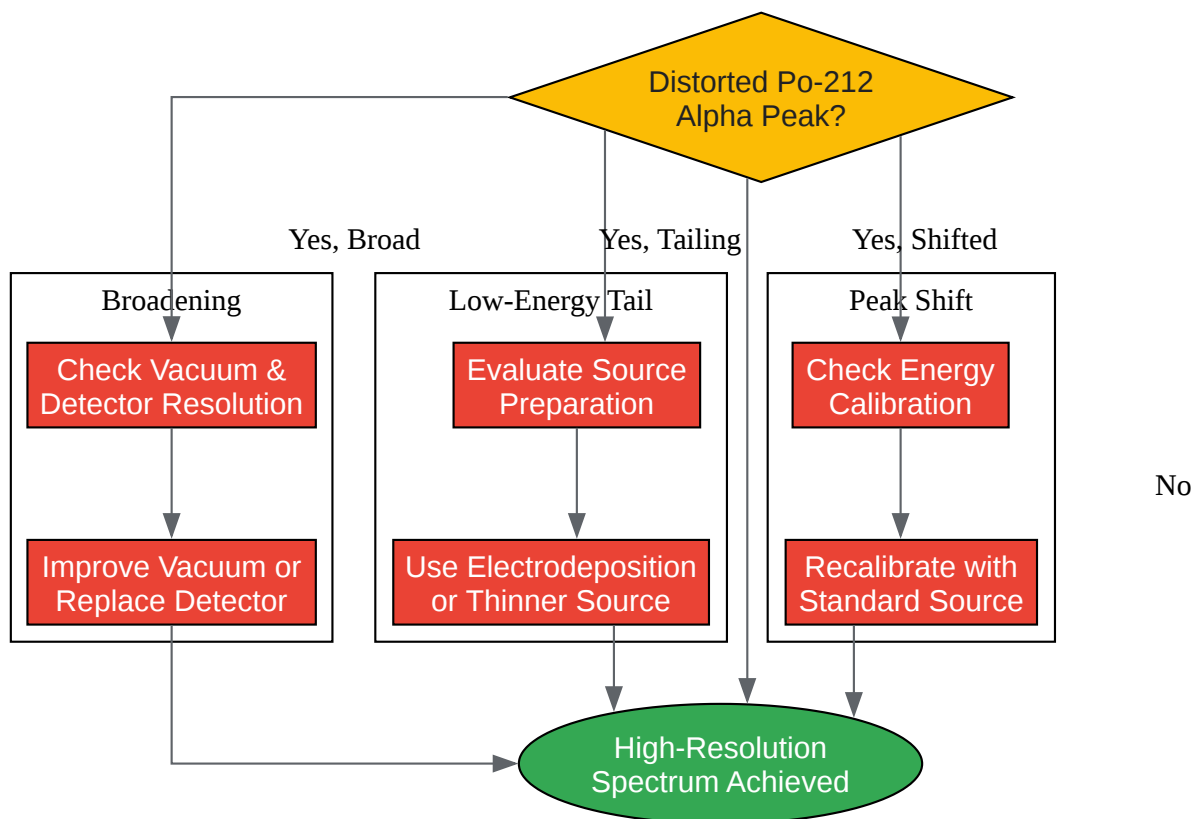 Distorted Po-212
Alpha Peak?
Yes, Broad
Yes, Tailing
Yes, Shifted
Broadening
Low-Energy Tail
Peak Shift
Check Vacuum &
Detector Resolution
Evaluate Source
Preparation
Check Energy
Calibration
No
Improve Vacuum or
Replace Detector
Use Electrodeposition
or Thinner Source
Recalibrate with
Standard Source
High-Resolution
Spectrum Achieved